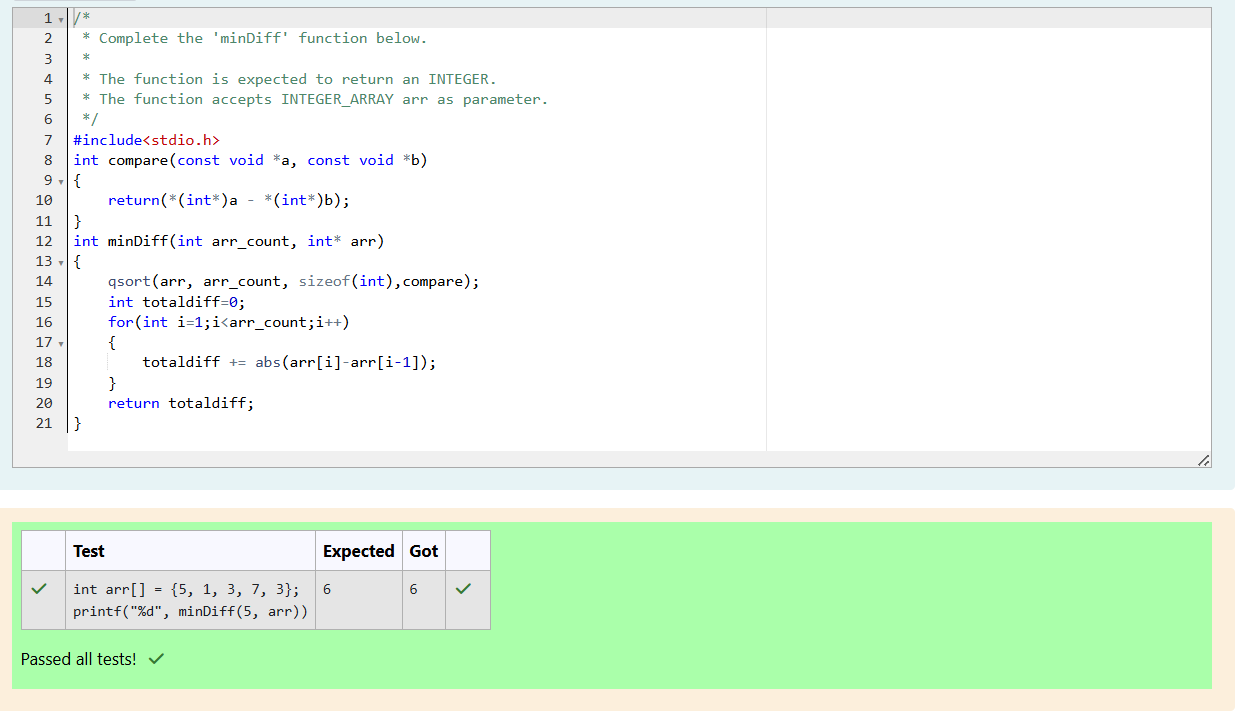 1 /*
2  * Complete the 'minDiff' function below.
3  *
4  * The function is expected to return an INTEGER.
5  * The function accepts INTEGER_ARRAY arr as parameter.
6  */
7 #include<stdio.h>
8 int compare(const void *a, const void *b)
9 {
10     return(*(int*)a - *(int*)b);
11 }
12 int minDiff(int arr_count, int* arr)
13 {
14     qsort(arr, arr_count, sizeof(int),compare);
15     int totaldiff=0;
16     for(int i=1;i<arr_count;i++)
17     {
18         totaldiff += abs(arr[i]-arr[i-1]);
19     }
20     return totaldiff;
21 }
Test Expected Got
int arr[] = {5, 1, 3, 7, 3}; 6 6
printf("%d", minDiff(5, arr))
Passed all tests!